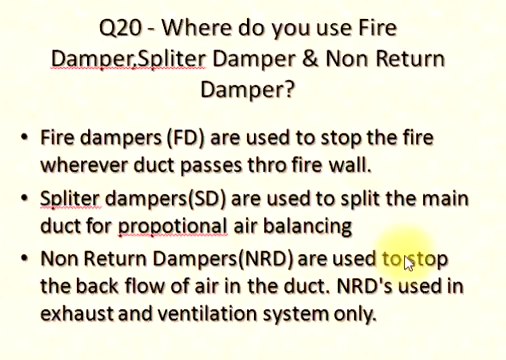 Q20 - Where do you use Fire
Damper,Spliter Damper & Non Return
Damper?
• Fire dampers (FD) are used to stop the fire
wherever duct passes thro fire wall.
• Spliter dampers(SD) are used to split the main
duct for propotional air balancing
• Non Return Dampers(NRD) are used to stop
the back flow of air in the duct. NRD's used in
exhaust and ventilation system only.